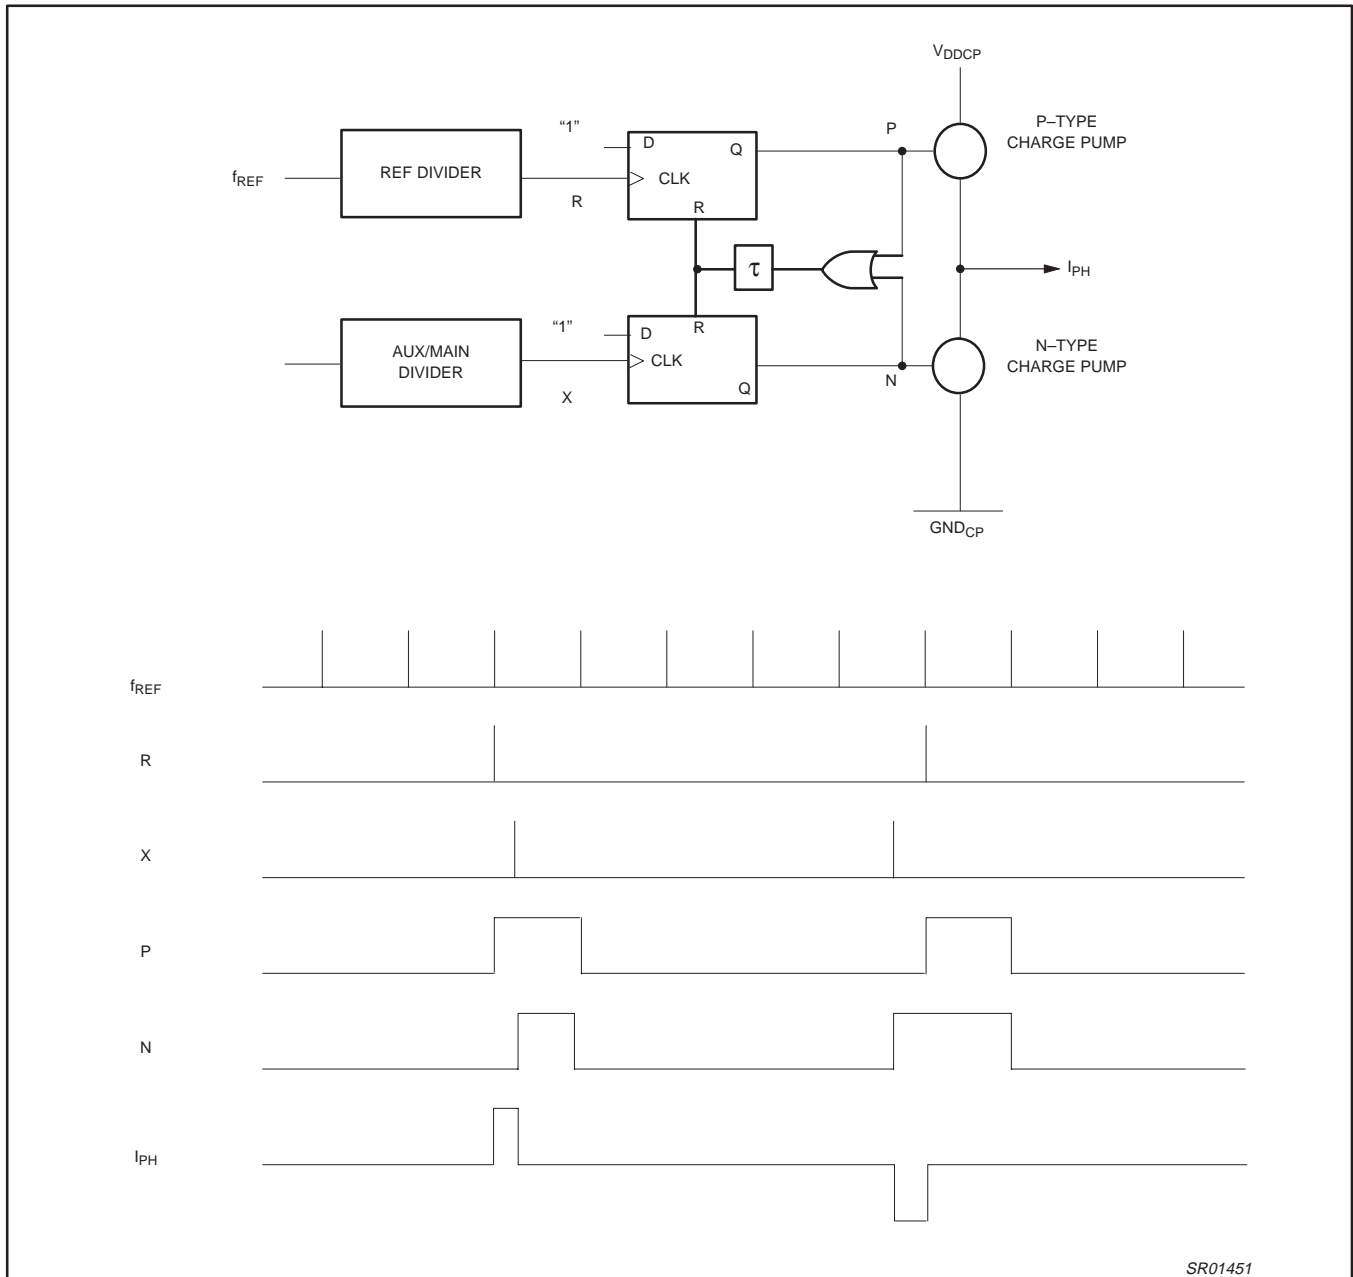 V_DDCP
P–TYPE
CHARGE PUMP
P
“1”
D
Q
f_REF
REF DIVIDER
CLK
R
R
τ
I_PH
“1”
D
R
AUX/MAIN
DIVIDER
CLK
X
Q
N
N–TYPE
CHARGE PUMP
GND_CP
f_REF
R
X
P
N
I_PH
SR01451